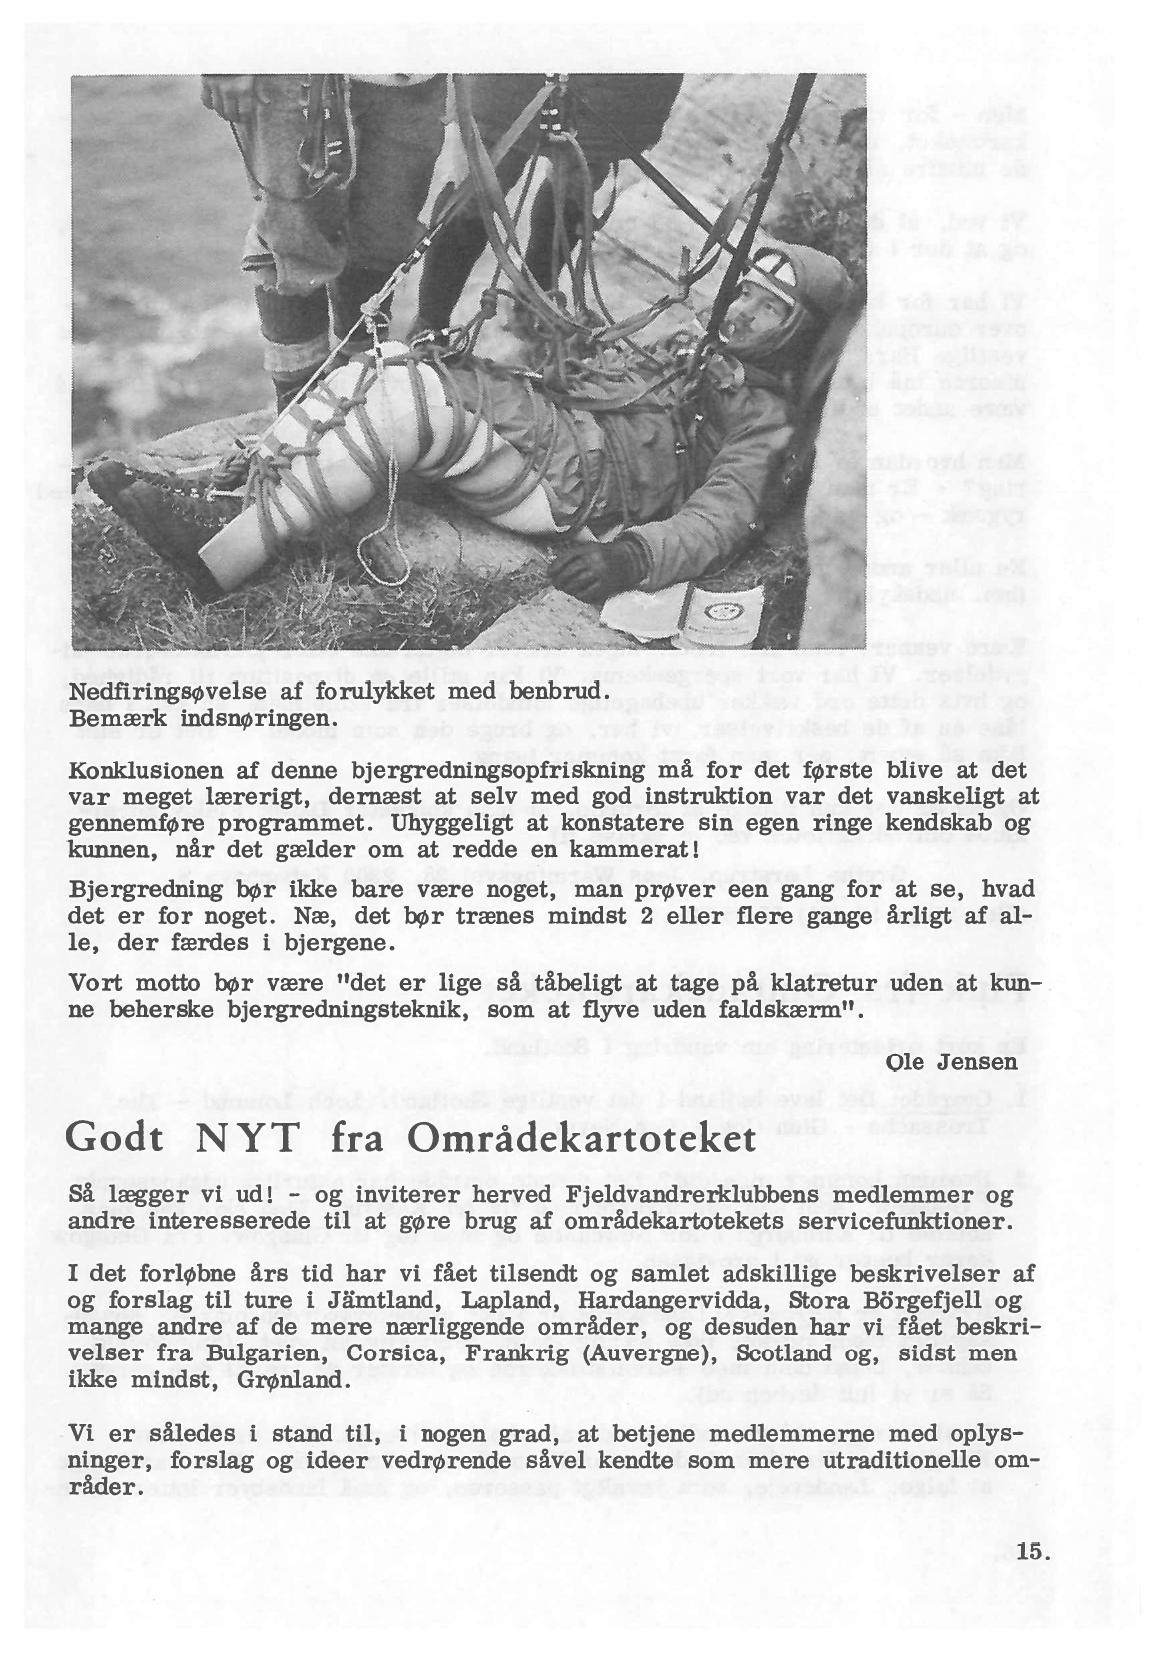 Nedfiringsøvelse af forulykket med benbrud.
Bemærk indsnøringen.
Konklusionen af denne bjergredningsopfriskning må for det første blive at det
var meget lærerigt, dernæst at selv med god instruktion var det vanskeligt at
gennemføre programmet. Uhyggeligt at konstatere sin egen ringe kendskab og
kunnen, når det gælder om at redde en kammerat!
Bjergredning bør ikke bare være noget, man prøver een gang for at se, hvad
det er for noget. Næ, det bør trænes mindst 2 eller flere gange årligt af al-
le, der færdes i bjergene.
Vort motto bør være "det er lige så tåbeligt at tage på klatretur uden at kun-
ne beherske bjergredningsteknik, som at flyve uden faldskærm".
Ole Jensen
Godt NYT fra Områdekartoteket
Så lægger vi ud! - og inviterer herved Fjeldvandrerklubbens medlemmer og
andre interesserede til at gøre brug af områdekartotekets servicefunktioner.
I det forløbne års tid har vi fået tilsendt og samlet adskillige beskrivelser af
og forslag til ture i Jämtland, Lapland, Hardangervidda, Stora Börgefjell og
mange andre af de mere nærliggende områder, og desuden har vi fået beskri-
velser fra Bulgarien, Corsica, Frankrig (Auvergne), Scotland og, sidst men
ikke mindst, Grønland.
Vi er således i stand til, i nogen grad, at betjene medlemmerne med oplys-
ninger, forslag og ideer vedrørende såvel kendte som mere utraditionelle om-
råder.
15.